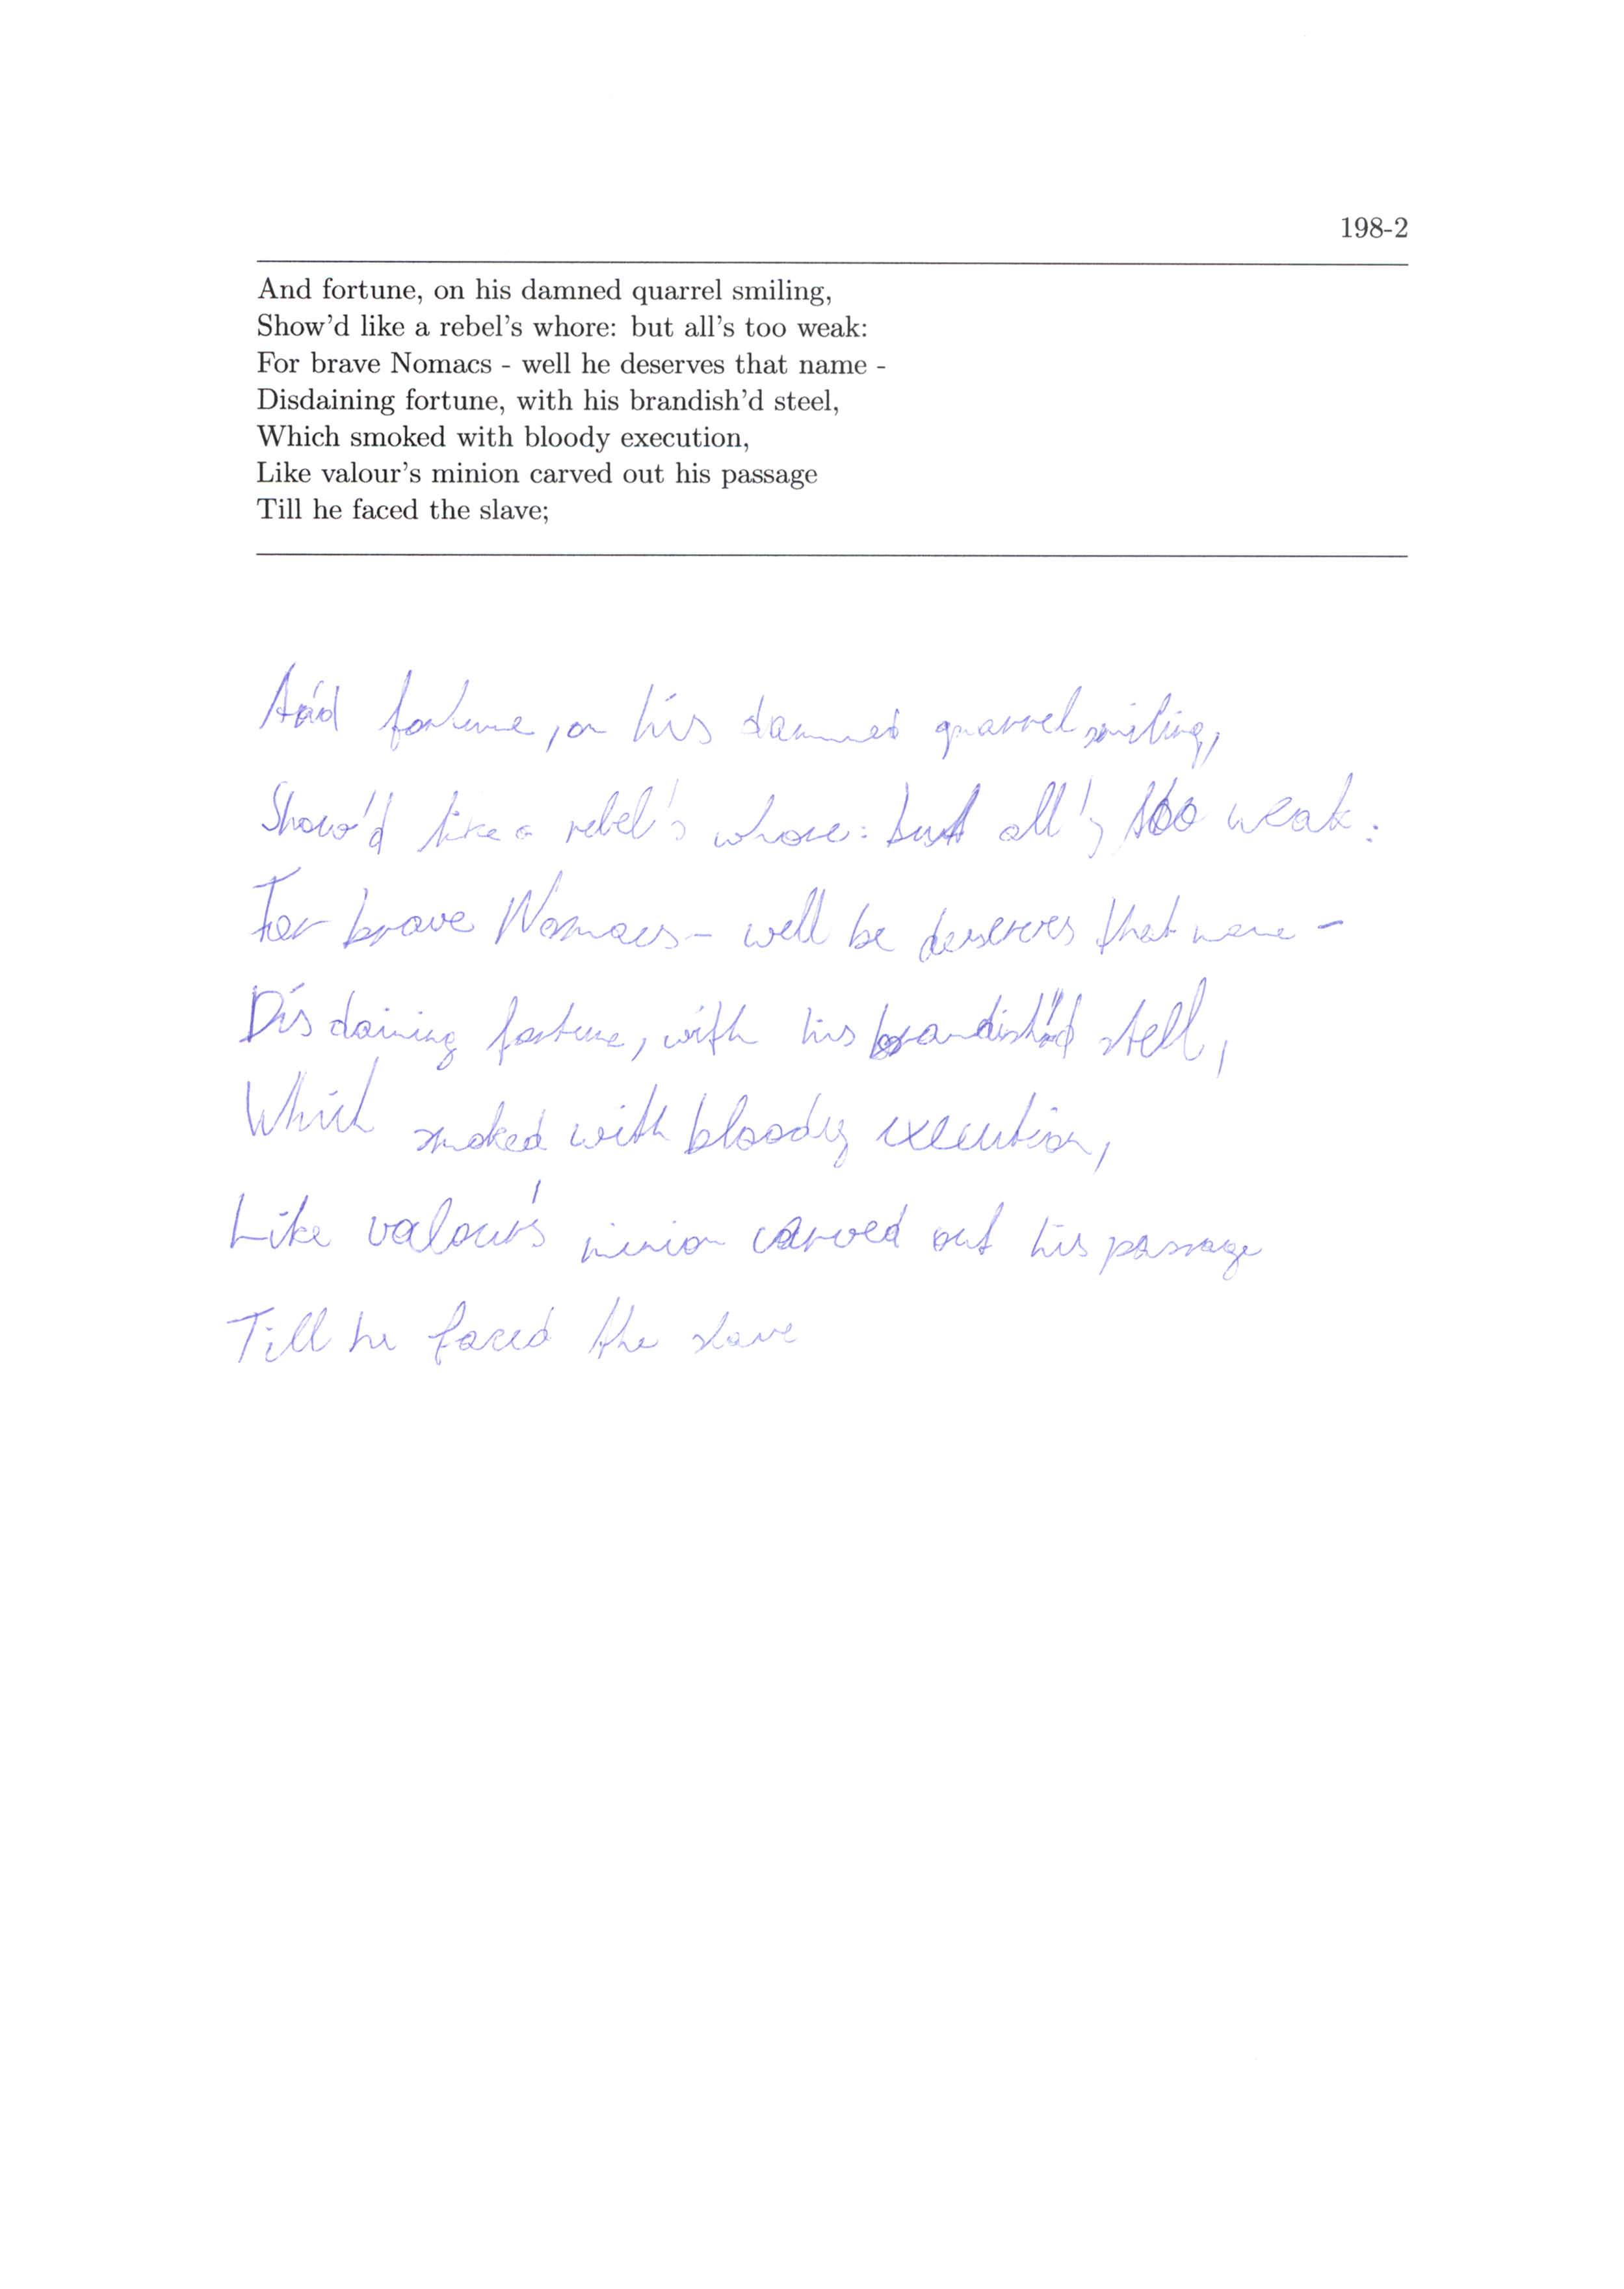 198-2
And fortune, on his damned quarrel smiling,
Show'd like a rebel's whore: but all's too weak:
For brave Nomacs - well he deserves that name -
Disdaining fortune, with his brandish'd steel,
Which smoked with bloody execution,
Like valour's minion carved out his passage
Till he faced the slave;
And fortune, on his damned quarrel smiling,
Show'd like a rebel's whore: but all's too weak:
For brave Nomacs - well be deserves that name -
Disdaining fortune, with his brandish'd stell,
Which smoked with bloody execution,
Like valour's minion carved out his passage
Till he faced the slave